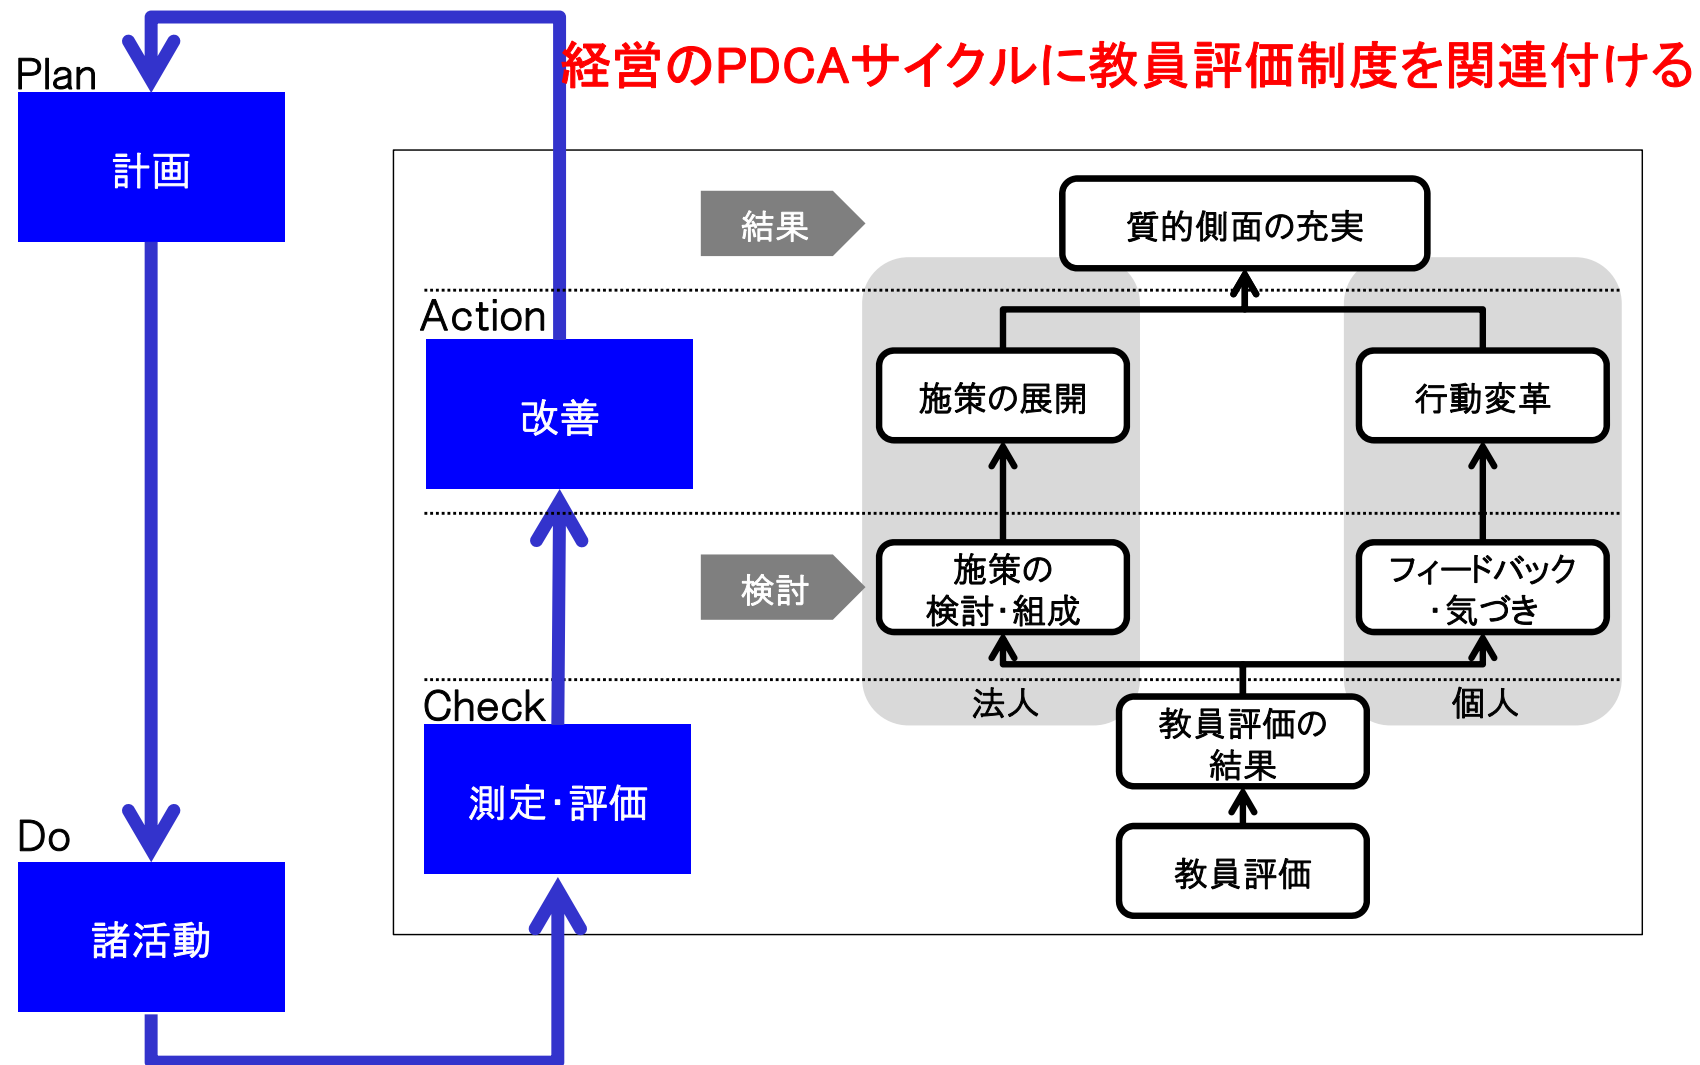 経営のPDCAサイクルに教員評価制度を関連付ける
Plan
計画
Do
諸活動
Action
改善
Check
測定・評価
結果
質的側面の充実
施策の展開
行動変革
検討
施策の
検討・組成
フィードバック
・気づき
法人
個人
教員評価の
結果
教員評価